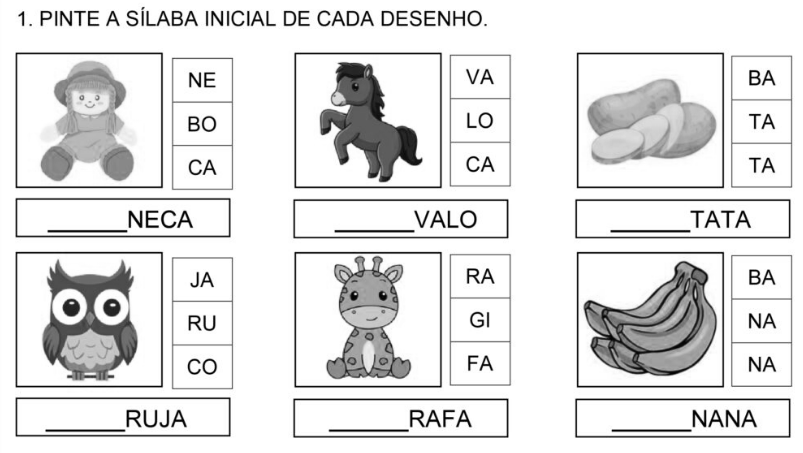 1. PINTE A SÍLABA INICIAL DE CADA DESENHO.
NE
BO
CA
______NECA
VA
LO
CA
______VALO
BA
TA
TA
______TATA
JA
RU
CO
______RUJA
RA
GI
FA
______RAFA
BA
NA
NA
______NANA